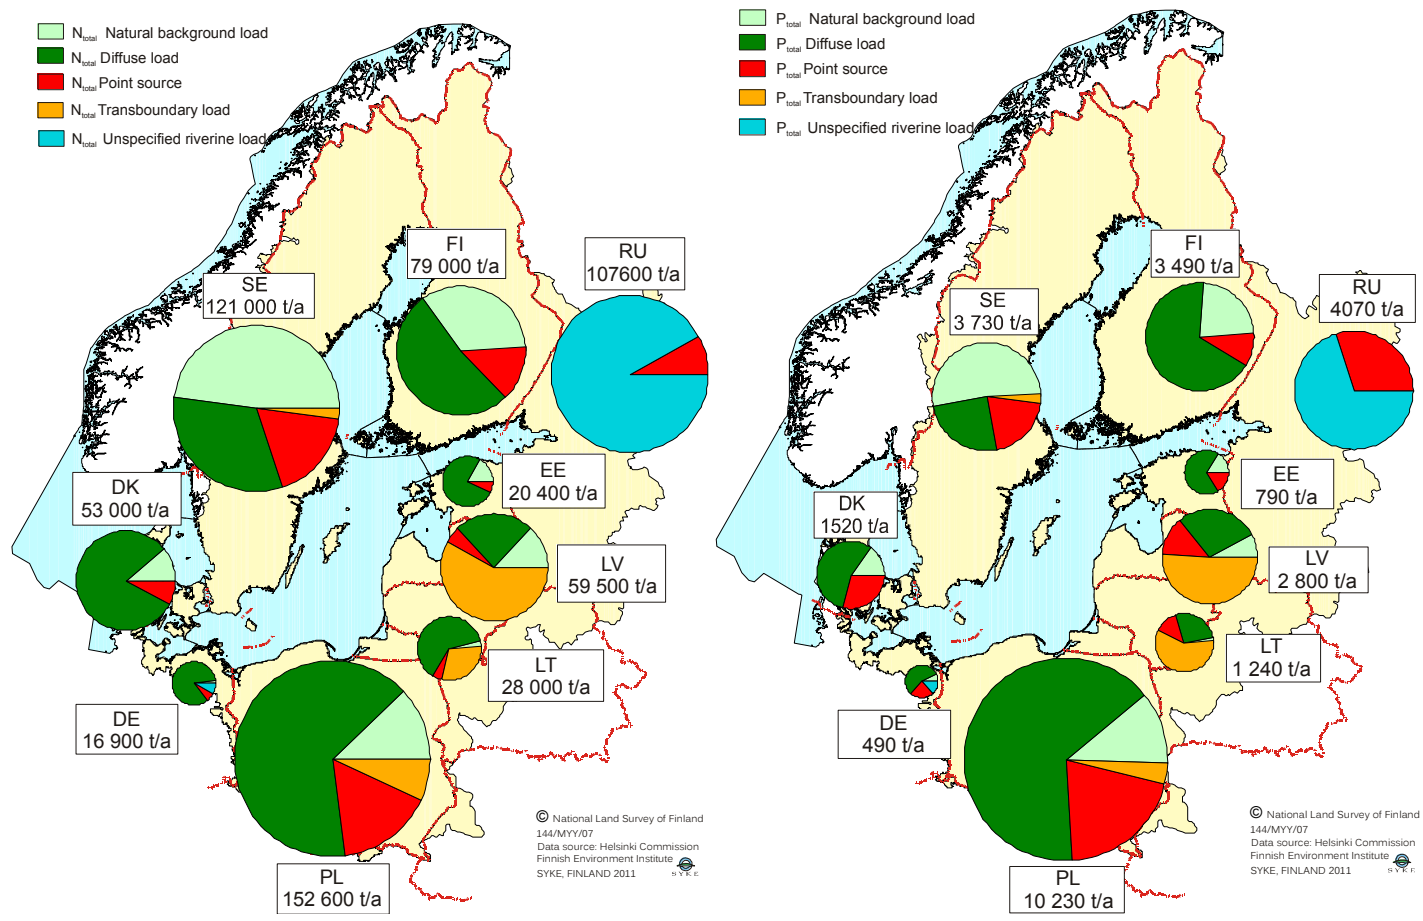 Ntotal Natural background load
Ntotal Diffuse load
Ntotal Point source
Ntotal Transboundary load
Ntotal Unspecified riverine load
FI
79 000 t/a
RU
107600 t/a
SE
121 000 t/a
DK
53 000 t/a
EE
20 400 t/a
LV
59 500 t/a
LT
28 000 t/a
DE
16 900 t/a
PL
152 600 t/a
© National Land Survey of Finland
144/MYY/07
Data source: Helsinki Commission
Finnish Environment Institute
SYKE, FINLAND 2011
SYKE
Ptotal Natural background load
Ptotal Diffuse load
Ptotal Point source
Ptotal Transboundary load
Ptotal Unspecified riverine load
FI
3 490 t/a
RU
4070 t/a
SE
3 730 t/a
DK
1520 t/a
EE
790 t/a
LV
2 800 t/a
LT
1 240 t/a
DE
490 t/a
PL
10 230 t/a
© National Land Survey of Finland
144/MYY/07
Data source: Helsinki Commission
Finnish Environment Institute
SYKE, FINLAND 2011
SYKE